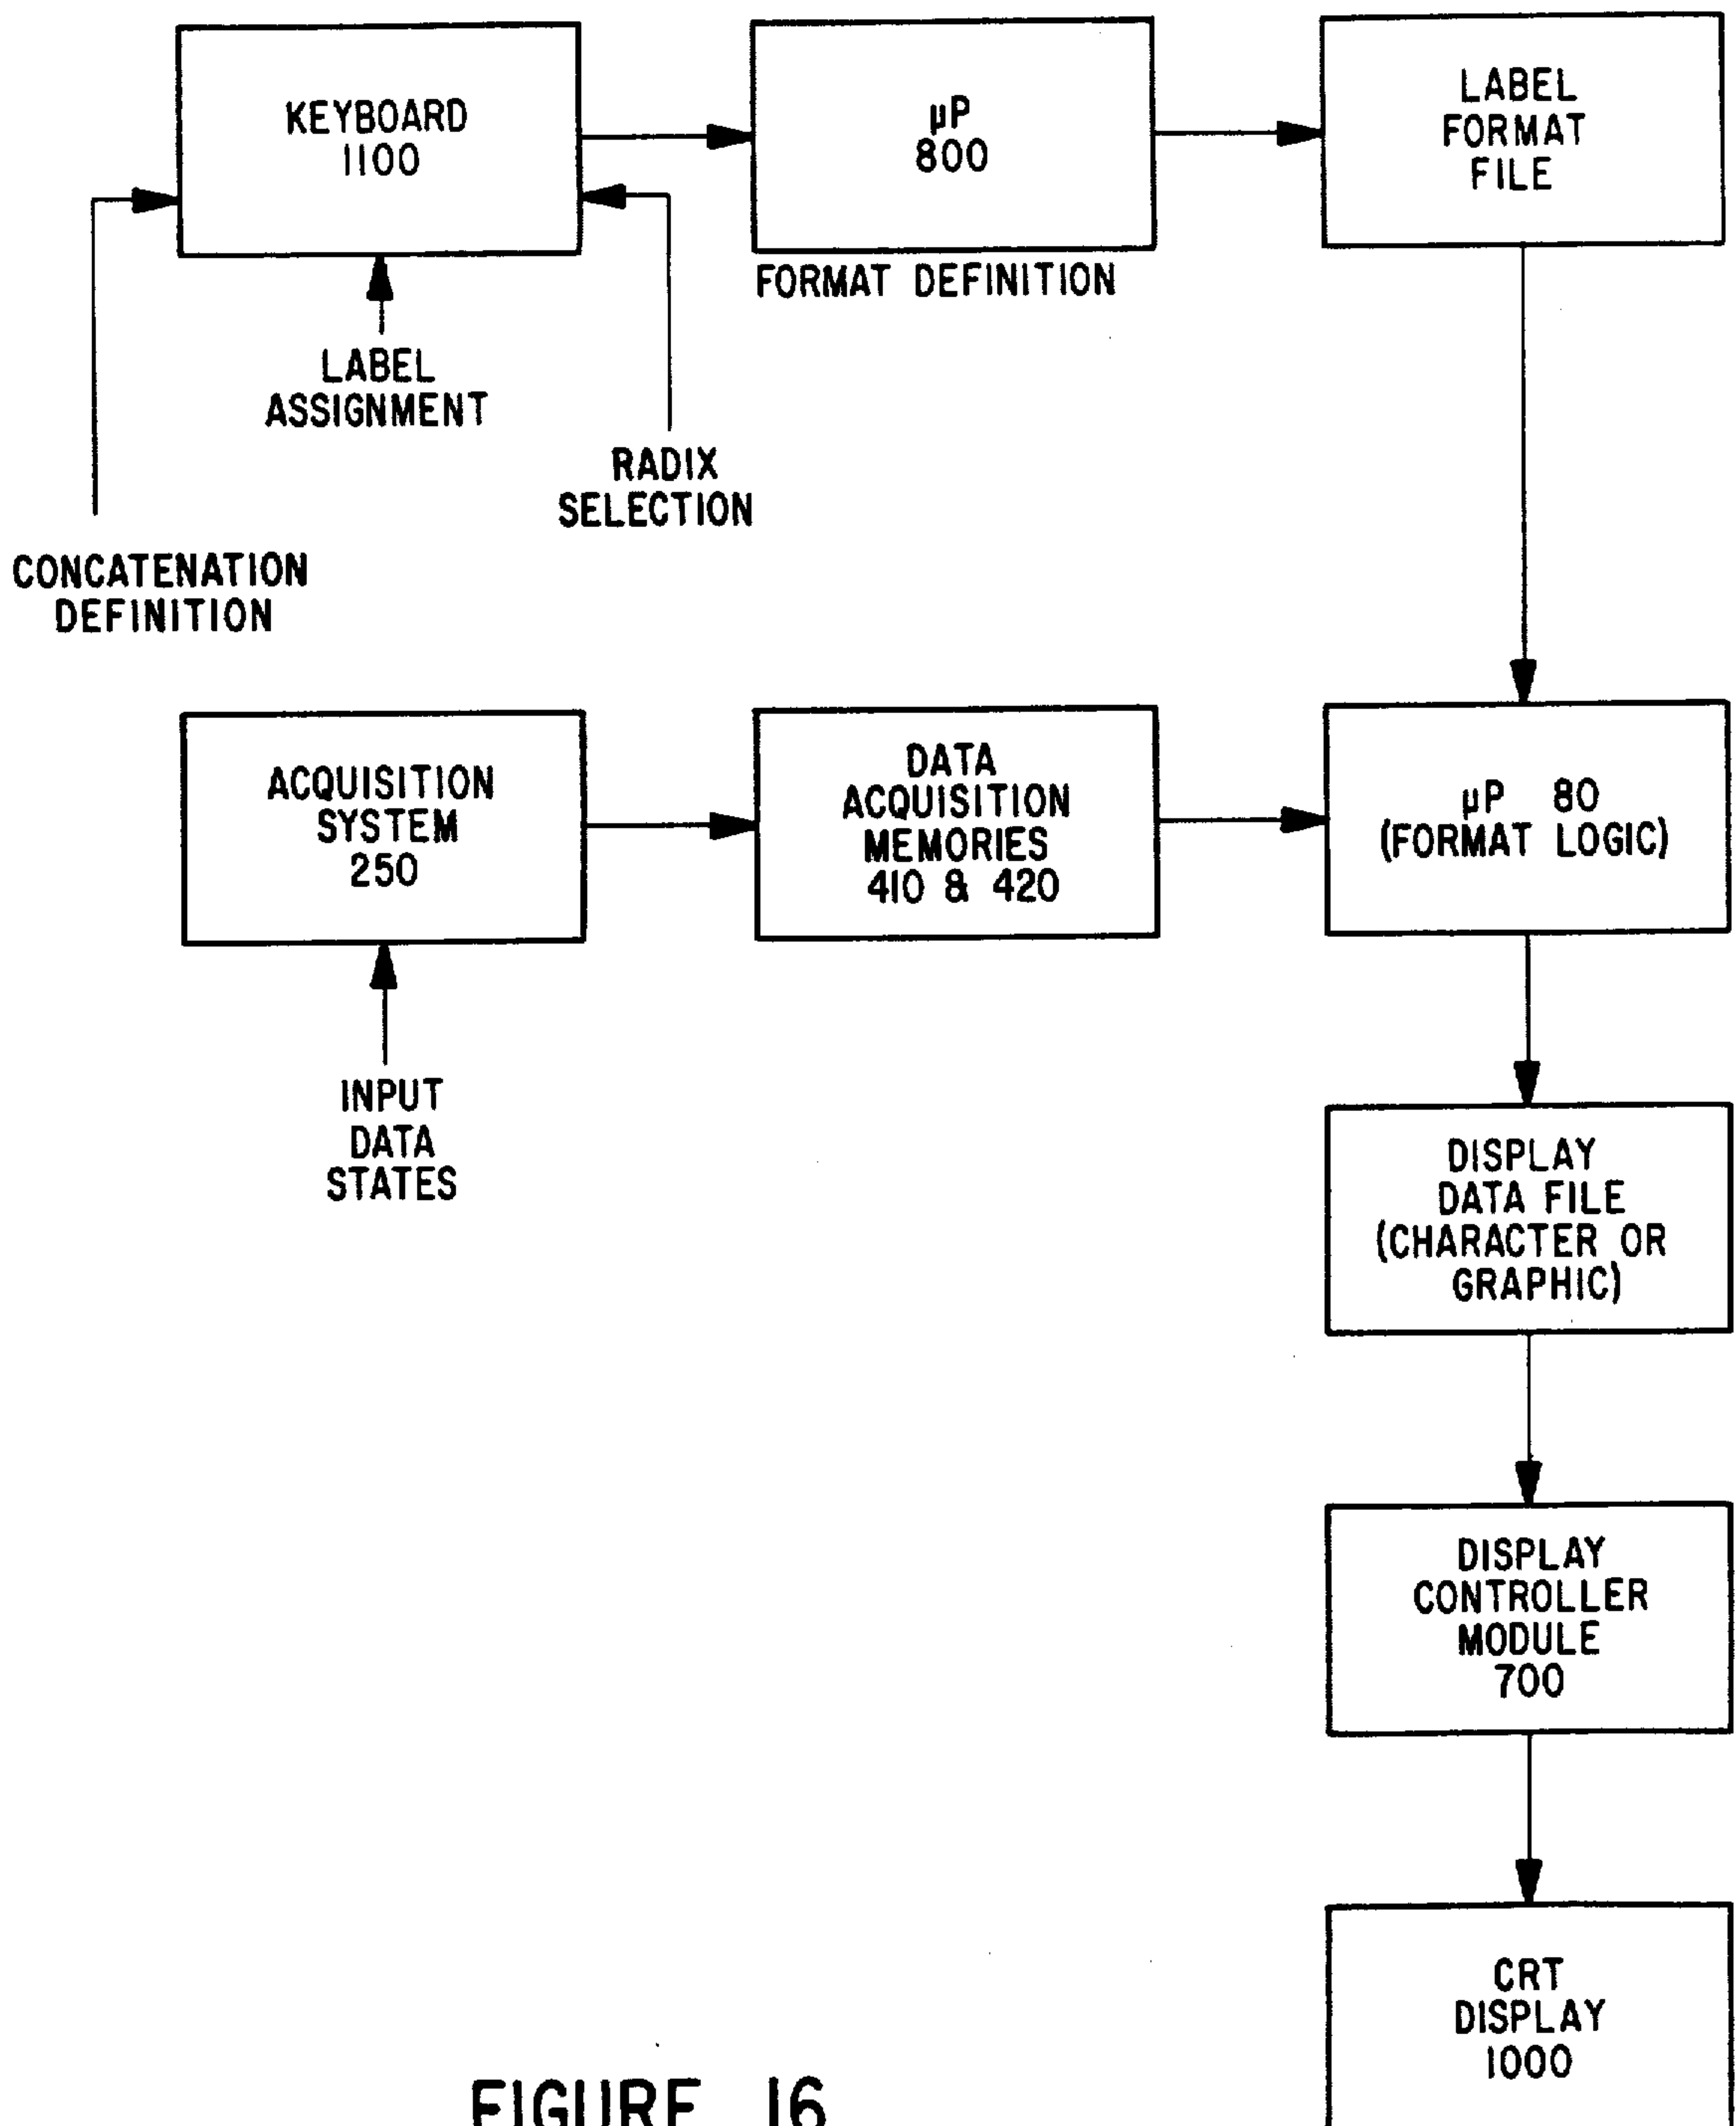 KEYBOARD
1100
µP
800
LABEL
FORMAT
FILE
FORMAT DEFINITION
LABEL
ASSIGNMENT
RADIX
SELECTION
CONCATENATION
DEFINITION
ACQUISITION
SYSTEM
250
DATA
ACQUISITION
MEMORIES
410 & 420
µP 80
(FORMAT LOGIC)
INPUT
DATA
STATES
DISPLAY
DATA FILE
(CHARACTER OR
GRAPHIC)
DISPLAY
CONTROLLER
MODULE
700
CRT
DISPLAY
1000
FIGURE 16